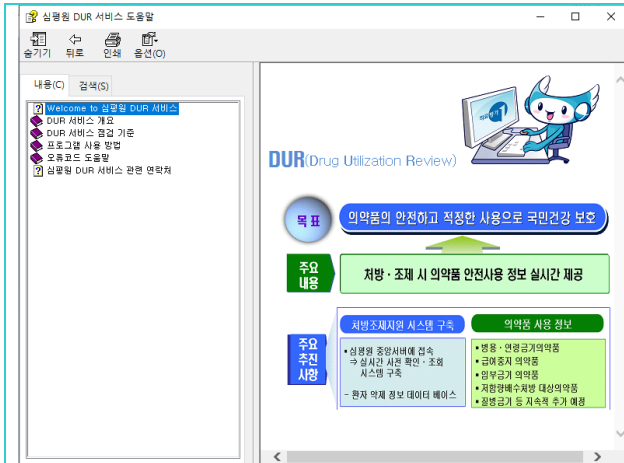 심평원 DUR 서비스 도움말
숨기기 뒤로 인쇄 옵션(O)
내용(C) 검색(S)
Welcome to 심평원 DUR 서비스
DUR 서비스 개요
DUR 서비스 점검 기준
프로그램 사용 방법
오류코드 도움말
심평원 DUR 서비스 관련 연락처
DUR(Drug Utilization Review)
목표
의약품의 안전하고 적정한 사용으로 국민건강 보호
주요
내용
처방·조제 시 의약품 안전사용 정보 실시간 제공
주요
추진
사항
처방조제지원 시스템 구축
▪심평원 중앙서버에 접속
⇒ 실시간 사전 확인·조회
시스템 구축
- 환자 약제 정보 데이터 베이스
의약품 사용 정보
▪병용·연령금기의약품
▪급여중지 의약품
▪임부금기 의약품
▪저함량배수처방 대상의약품
▪질병금기 등 지속적 추가 예정